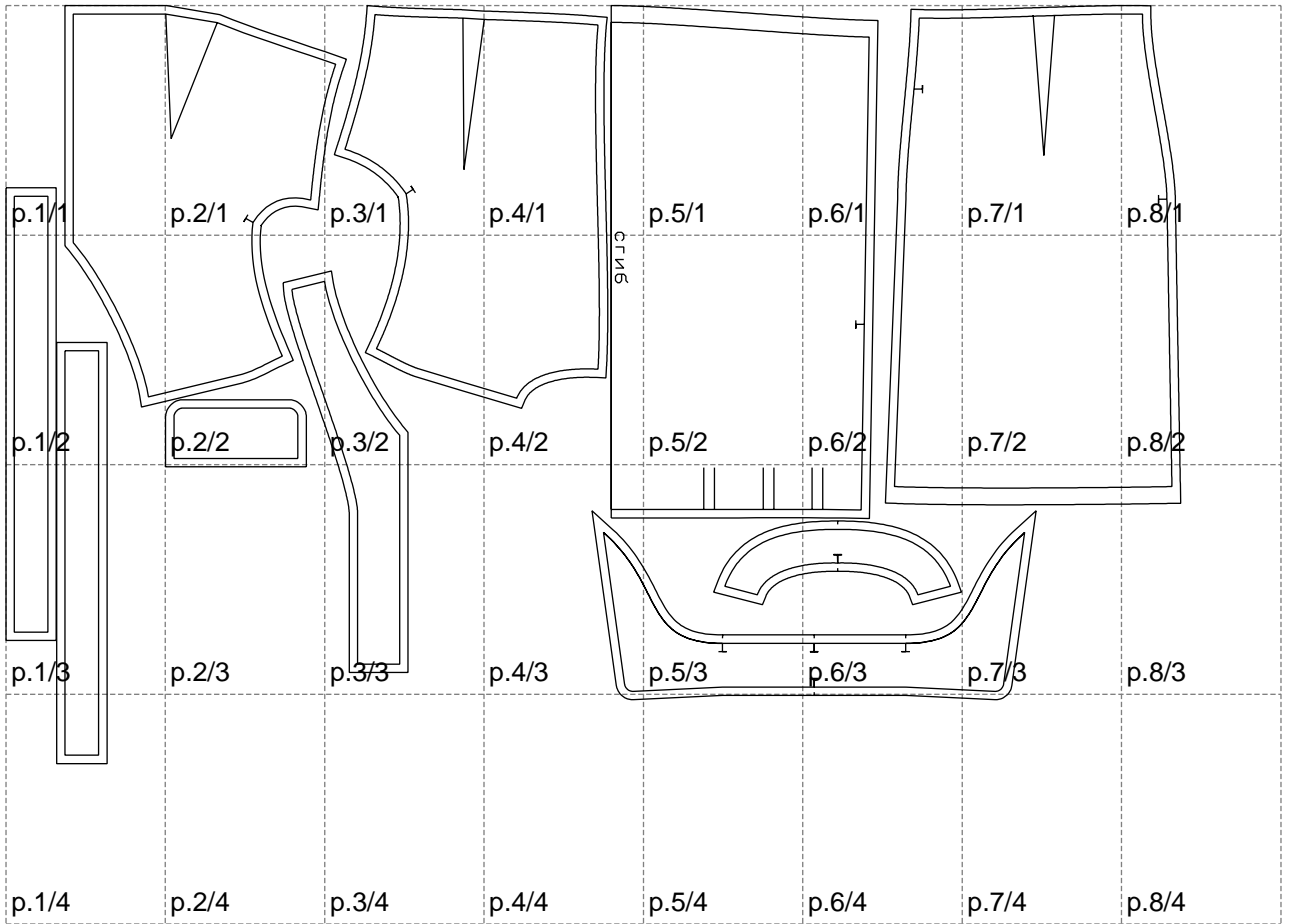 p.1/1 p.2/1 p.3/1 p.4/1 p.5/1 p.6/1 p.7/1 p.8/1
сгиб
p.1/2 p.2/2 p.3/2 p.4/2 p.5/2 p.6/2 p.7/2 p.8/2
p.1/3 p.2/3 p.3/3 p.4/3 p.5/3 p.6/3 p.7/3 p.8/3
p.1/4 p.2/4 p.3/4 p.4/4 p.5/4 p.6/4 p.7/4 p.8/4